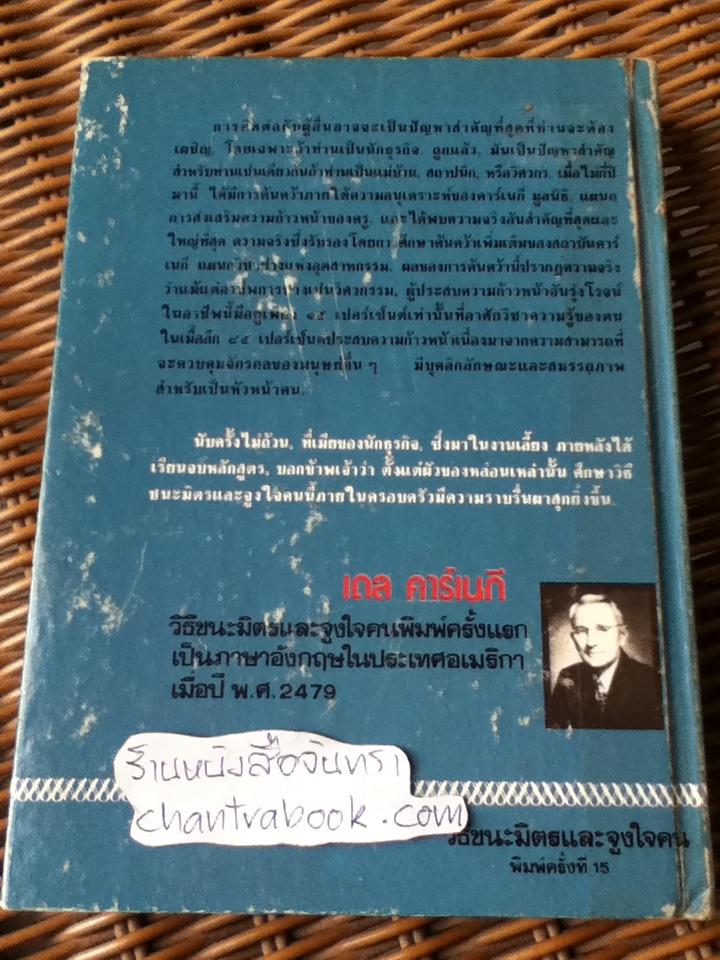 การติดต่อกับผู้อื่นอาจจะเป็นปัญหาสำคัญที่สุดที่ท่านจะต้อง
เผชิญ, โดยเฉพาะถ้าท่านเป็นนักธุรกิจ. ถูกแล้ว, มันเป็นปัญหาสำคัญ
สำหรับท่านเช่นเดียวกันถ้าท่านเป็นแม่บ้าน, สถาปนิก, หรือวิศวกร. เมื่อไม่กี่ปี
มานี้ ได้มีการค้นคว้าภายใต้ความอนุเคราะห์ของคาร์เนกี มูลนิธิ, แผนก
การส่งเสริมความก้าวหน้าของครู, และได้พบความจริงอันสำคัญที่สุดและ
ใหญ่ที่สุด ความจริงซึ่งรับรองโดยการศึกษาค้นคว้าเพิ่มเติมของสถาบันคาร์
เนกี แผนกวิชาช่างแห่งอุตสาหกรรม. ผลของการค้นคว้านี้ปรากฏความจริง
ว่าแม้แต่อาชีพการช่างเช่นวิศวกรรม, ผู้ประสบความก้าวหน้าอันรุ่งโรจน์
ในอาชีพนี้มีอยู่เพียง ๑๕ เปอร์เซ็นต์เท่านั้นที่อาศัยวิชาความรู้ของตน
ในเมื่ออีก ๘๕ เปอร์เซ็นต์ประสบความก้าวหน้าเนื่องมาจากความสามารถที่
จะควบคุมจักรกลของมนุษย์อื่น ๆ มีบุคลิกลักษณะและสมรรถภาพ
สำหรับเป็นหัวหน้าคน.
นับครั้งไม่ถ้วน, ที่เมียของนักธุรกิจ, ซึ่งมาในงานเลี้ยง ภายหลังได้
เรียนจบหลักสูตร, บอกข้าพเจ้าว่า ตั้งแต่ผัวของหล่อนเหล่านั้น ศึกษาวิธี
ชนะมิตรและจูงใจคนนี้ภายในครอบครัวมีความราบรื่นผาสุกยิ่งขึ้น.
เดล คาร์เนกี
วิธีชนะมิตรและจูงใจคนพิมพ์ครั้งแรก
เป็นภาษาอังกฤษในประเทศอเมริกา
เมื่อปี พ.ศ.2479
ร้านหนังสือจันทรา
chantrabook.com
วิธีชนะมิตรและจูงใจคน
พิมพ์ครั้งที่ 15